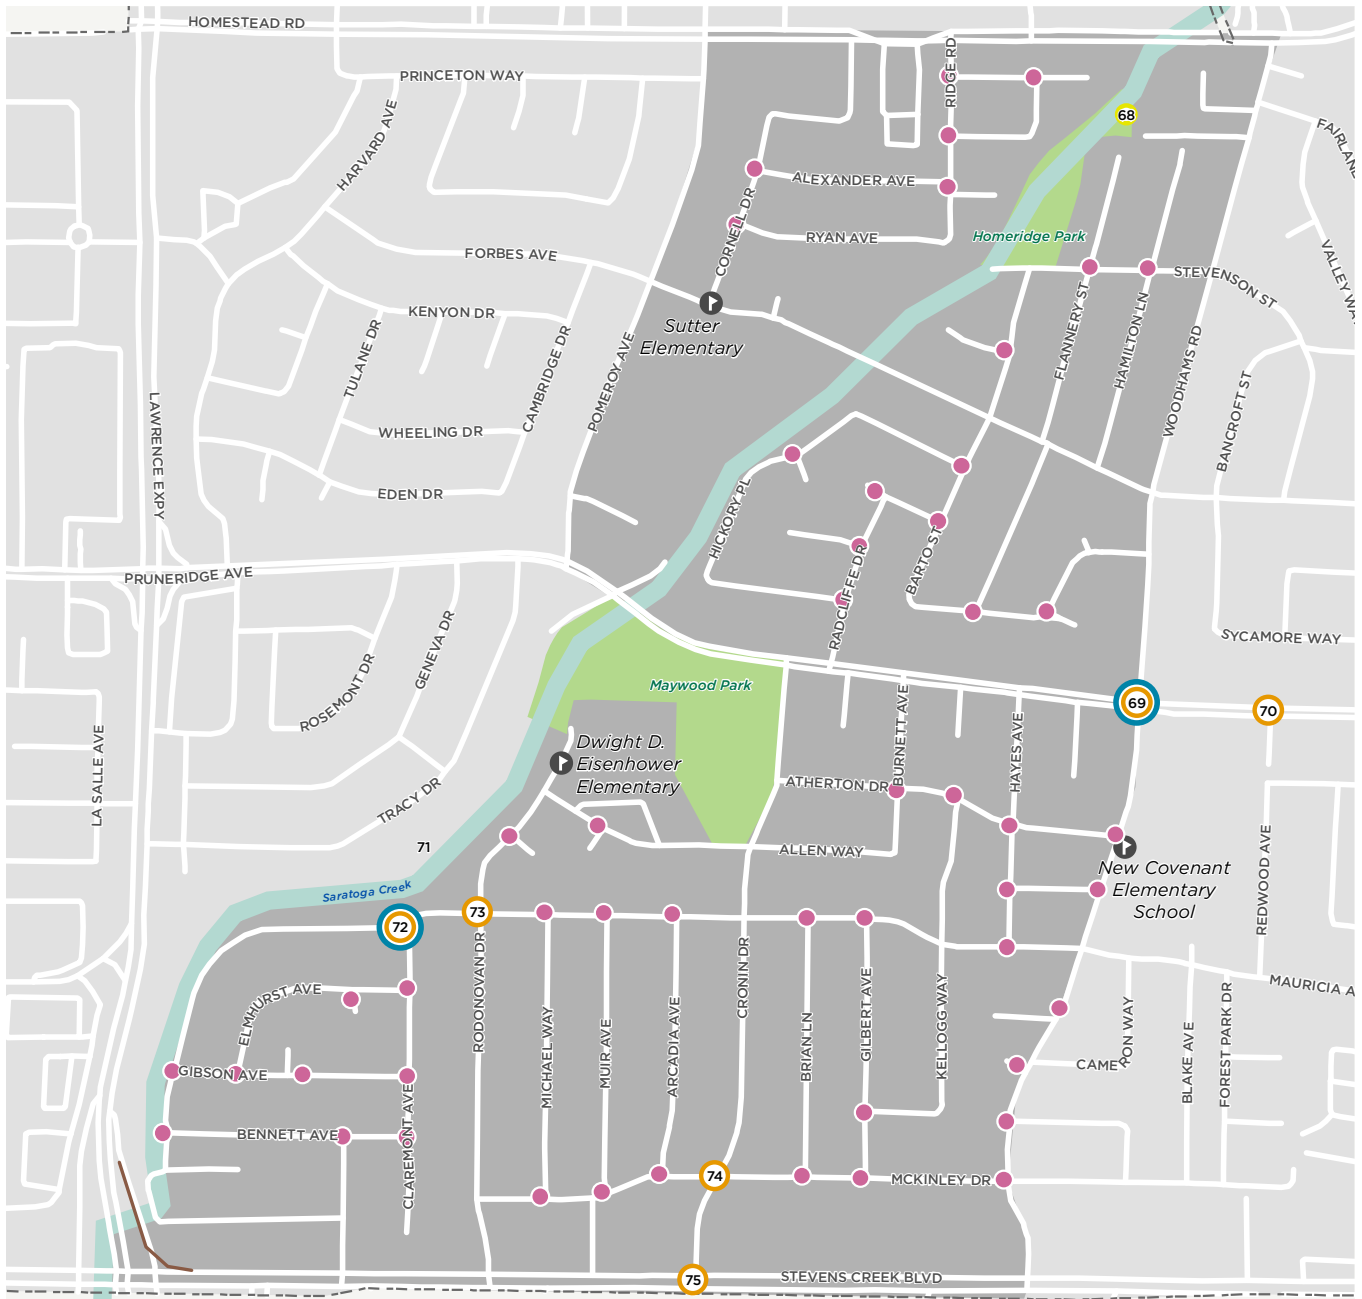 HOMESTEAD RD
PRINCETON WAY
RIDGE RD
HARVARD AVE
68
FAIRLAN
ALEXANDER AVE
CORNELL DR
RYAN AVE
Homeridge Park
FORBES AVE
STEVENSON ST
VALLEY WA
KENYON DR
Sutter
Elementary
TULANE DR
CAMBRIDGE DR
POMEROY AVE
FLANNERY ST
HAMILTON LN
WOODHAMS RD
BANCROFT ST
LAWRENCE EXPY
WHEELING DR
EDEN DR
HICKORY PL
RADCLIFFE DR
BARTO ST
PRUNERIDGE AVE
SYCAMORE WAY
GENEVA DR
ROSEMONT DR
Maywood Park
69
70
LA SALLE AVE
Dwight D.
Eisenhower
Elementary
BURNETT AVE
HAYES AVE
ATHERTON DR
TRACY DR
71
ALLEN WAY
New Covenant
Elementary
School
REDWOOD AVE
Saratoga Creek
72
73
RODONOVAN DR
CRONIN DR
ELMHURST AVE
MICHAEL WAY
MUIR AVE
ARCADIA AVE
BRIAN LN
GILBERT AVE
KELLOGG WAY
MAURICIA A
GIBSON AVE
CAME
RON WAY
BLAKE AVE
FOREST PARK DR
BENNETT AVE
CLAREMONT AVE
74
MCKINLEY DR
75
STEVENS CREEK BLVD